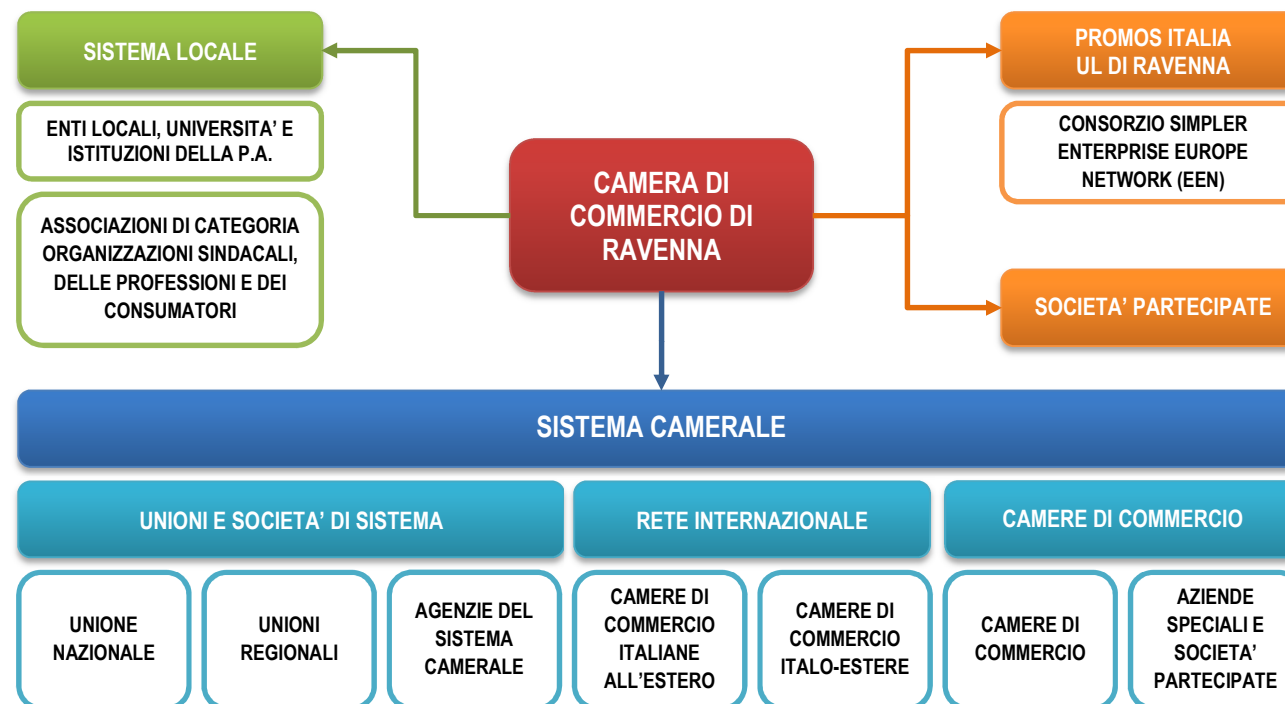 SISTEMA LOCALE
ENTI LOCALI, UNIVERSITA’ E
ISTITUZIONI DELLA P.A.
ASSOCIAZIONI DI CATEGORIA
ORGANIZZAZIONI SINDACALI,
DELLE PROFESSIONI E DEI
CONSUMATORI
CAMERA DI
COMMERCIO DI
RAVENNA
PROMOS ITALIA
UL DI RAVENNA
CONSORZIO SIMPLER
ENTERPRISE EUROPE
NETWORK (EEN)
SOCIETA’ PARTECIPATE
SISTEMA CAMERALE
UNIONI E SOCIETA’ DI SISTEMA
RETE INTERNAZIONALE
CAMERE DI COMMERCIO
UNIONE
NAZIONALE
UNIONI
REGIONALI
AGENZIE DEL
SISTEMA
CAMERALE
CAMERE DI
COMMERCIO
ITALIANE
ALL’ESTERO
CAMERE DI
COMMERCIO
ITALO-ESTERE
CAMERE DI
COMMERCIO
AZIENDE
SPECIALI E
SOCIETA’
PARTECIPATE